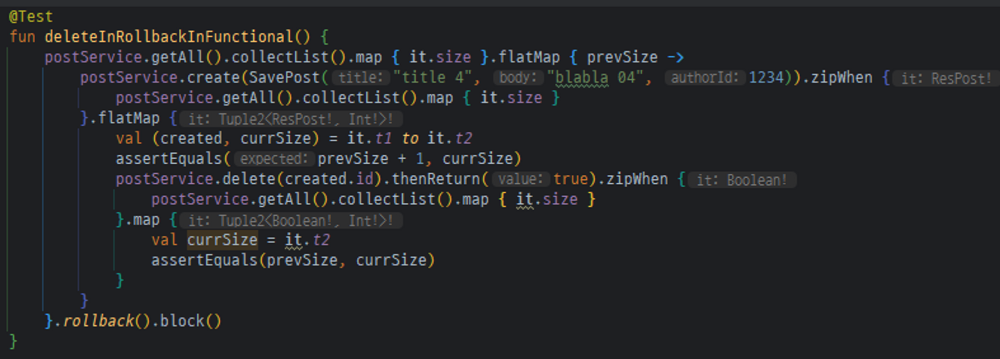 @Test
fun deleteInRollbackInFunctional() {
    postService.getAll().collectList().map { it.size }.flatMap { prevSize ->
        postService.create(SavePost( title: "title 4",  body: "blabla 04",  authorId: 1234)).zipWhen { it: ResPost!
            postService.getAll().collectList().map { it.size }
        }.flatMap { it: Tuple2<ResPost!, Int!>!
            val (created, currSize) = it.t1 to it.t2
            assertEquals( expected: prevSize + 1, currSize)
            postService.delete(created.id).thenReturn( value: true).zipWhen { it: Boolean!
                postService.getAll().collectList().map { it.size }
            }.map { it: Tuple2<Boolean!, Int!>!
                val currSize = it.t2
                assertEquals(prevSize, currSize)
            }
        }
    }.rollback().block()
}